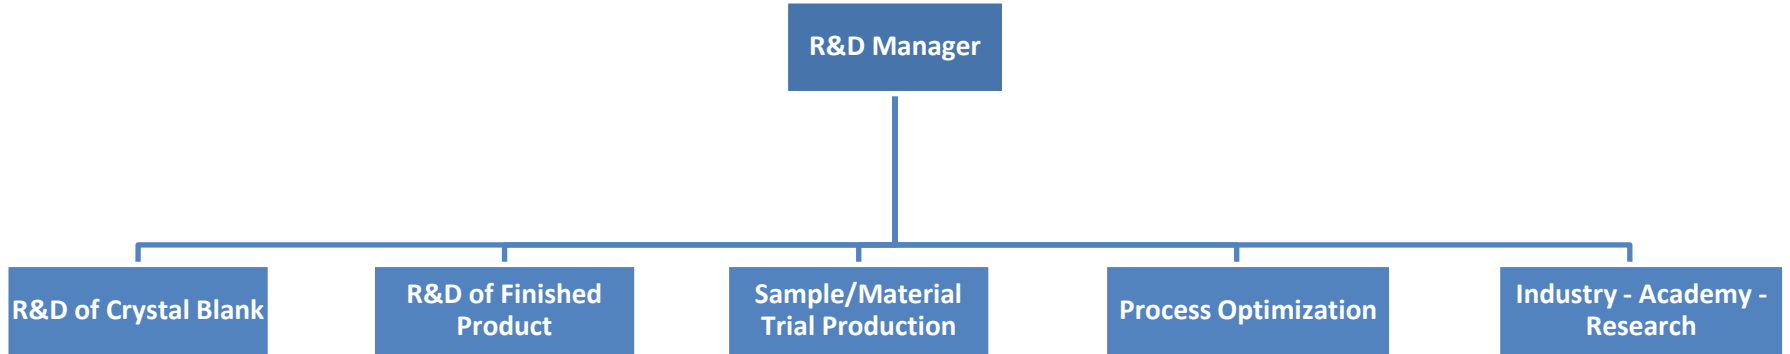 R&D Manager
R&D of Crystal Blank
R&D of Finished
Product
Sample/Material
Trial Production
Process Optimization
Industry - Academy -
Research